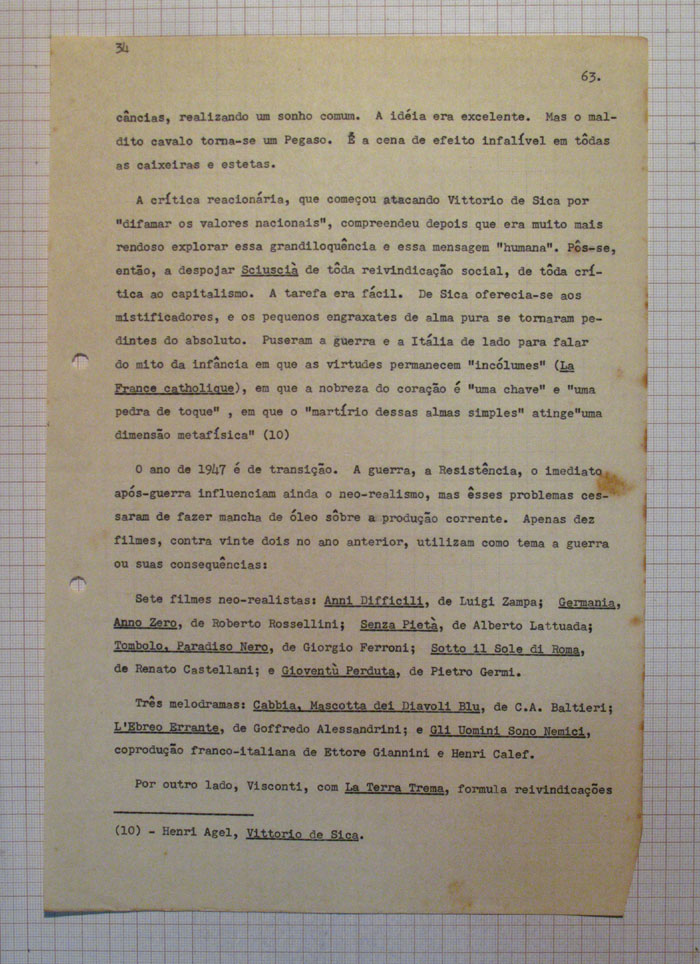 34
63.
câncias, realizando um sonho comum. A idéia era excelente. Mas o mal-
dito cavalo torna-se um Pegaso. É a cena de efeito infalível em tôdas
as caixeiras e estetas.
A crítica reacionária, que começou atacando Vittorio de Sica por
"difamar os valores nacionais", compreendeu depois que era muito mais
rendoso explorar essa grandiloquência e essa mensagem "humana". Pôs-se,
então, a despojar Sciuscià de tôda reivindicação social, de tôda crí-
tica ao capitalismo. A tarefa era fácil. De Sica oferecia-se aos
mistificadores, e os pequenos engraxates de alma pura se tornaram pe-
dintes do absoluto. Puseram a guerra e a Itália de lado para falar
do mito da infância em que as virtudes permanecem "incólumes" (La
France catholique), em que a nobreza do coração é "uma chave" e "uma
pedra de toque" , em que o "martírio dessas almas simples" atinge"uma
dimensão metafísica" (10)
O ano de 1947 é de transição. A guerra, a Resistência, o imediato
após-guerra influenciam ainda o neo-realismo, mas êsses problemas ces-
saram de fazer mancha de óleo sôbre a produção corrente. Apenas dez
filmes, contra vinte dois no ano anterior, utilizam como tema a guerra
ou suas consequências:
Sete filmes neo-realistas: Anni Difficili, de Luigi Zampa; Germania,
Anno Zero, de Roberto Rossellini; Senza Pietà, de Alberto Lattuada;
Tombolo, Paradiso Nero, de Giorgio Ferroni; Sotto il Sole di Roma,
de Renato Castellani; e Gioventù Perduta, de Pietro Germi.
Três melodramas: Cabbia, Mascotta dei Diavoli Blu, de C.A. Baltieri;
L'Ebreo Errante, de Goffredo Alessandrini; e Gli Uomini Sono Nemici,
coprodução franco-italiana de Ettore Giannini e Henri Calef.
Por outro lado, Visconti, com La Terra Trema, formula reivindicações
(10) - Henri Agel, Vittorio de Sica.